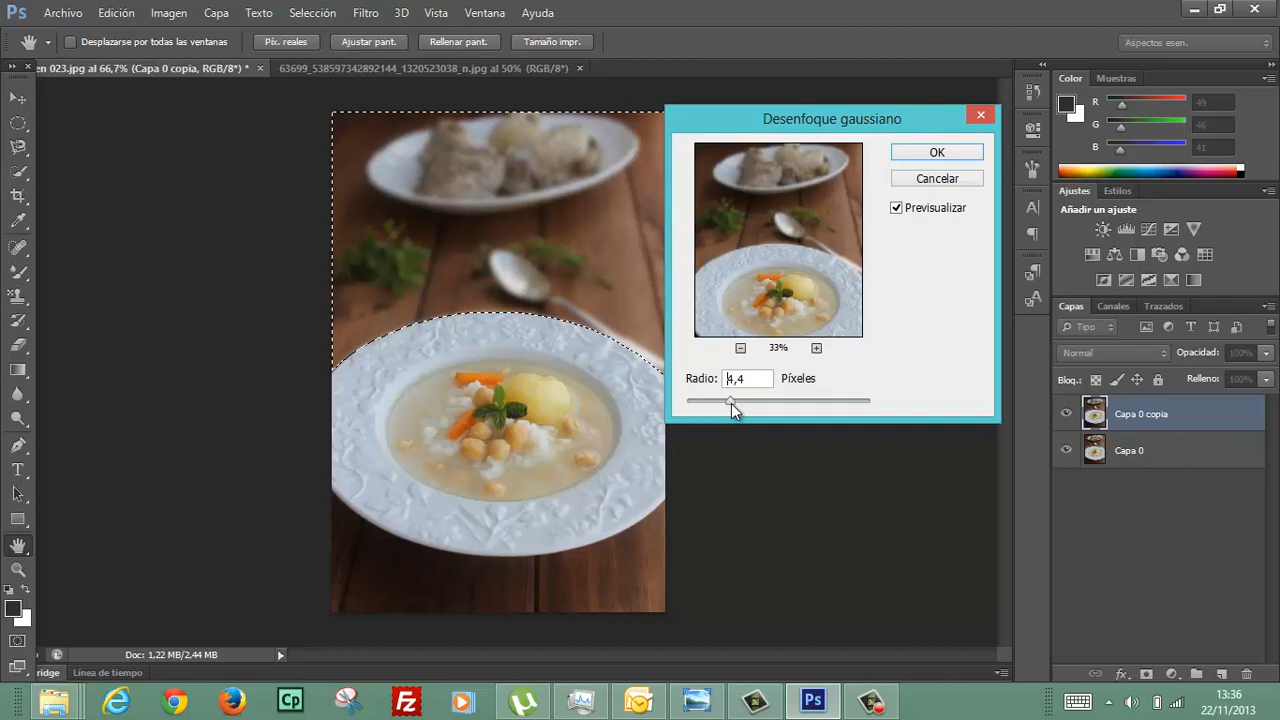 Ps Archivo Edición Imagen Capa Texto Selección Filtro 3D Vista Ventana Ayuda
Desplazarse por todas las ventanas Píx. reales Ajustar pant. Rellenar pant. Tamaño impr. Aspectos esen.
en 023.jpg al 66,7% (Capa 0 copia, RGB/8*) * × 63699_538597342892144_1320523038_n.jpg al 50% (RGB/8*) ×
Color Muestras
R 49
G 46
B 41
Desenfoque gaussiano
OK
Cancelar
Previsualizar
33%
Radio: 4,4 Píxeles
Ajustes Estilos
Añadir un ajuste
Capas Canales Trazados
Tipo
Normal Opacidad: 100%
Bloq.: Relleno: 100%
Capa 0 copia
Capa 0
Doc: 1,22 MB/2,44 MB
ridge Línea de tiempo
Cp Fz Ps
13:36
22/11/2013